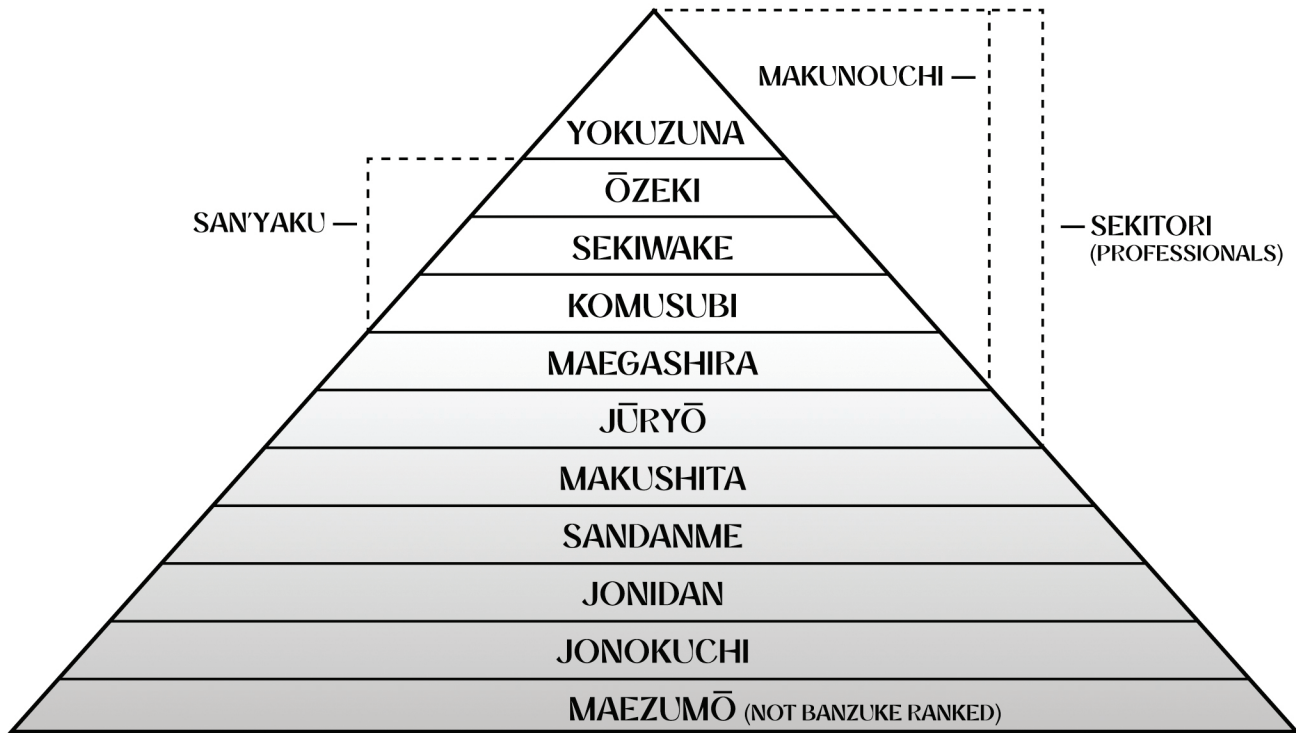 MAKUNOUCHI
YOKUZUNA
ŌZEKI
SAN'YAKU
SEKITORI
(PROFESSIONALS)
SEKIWAKE
KOMUSUBI
MAEGASHIRA
JŪRYŌ
MAKUSHITA
SANDANME
JONIDAN
JONOKUCHI
MAEZUMŌ (NOT BANZUKE RANKED)